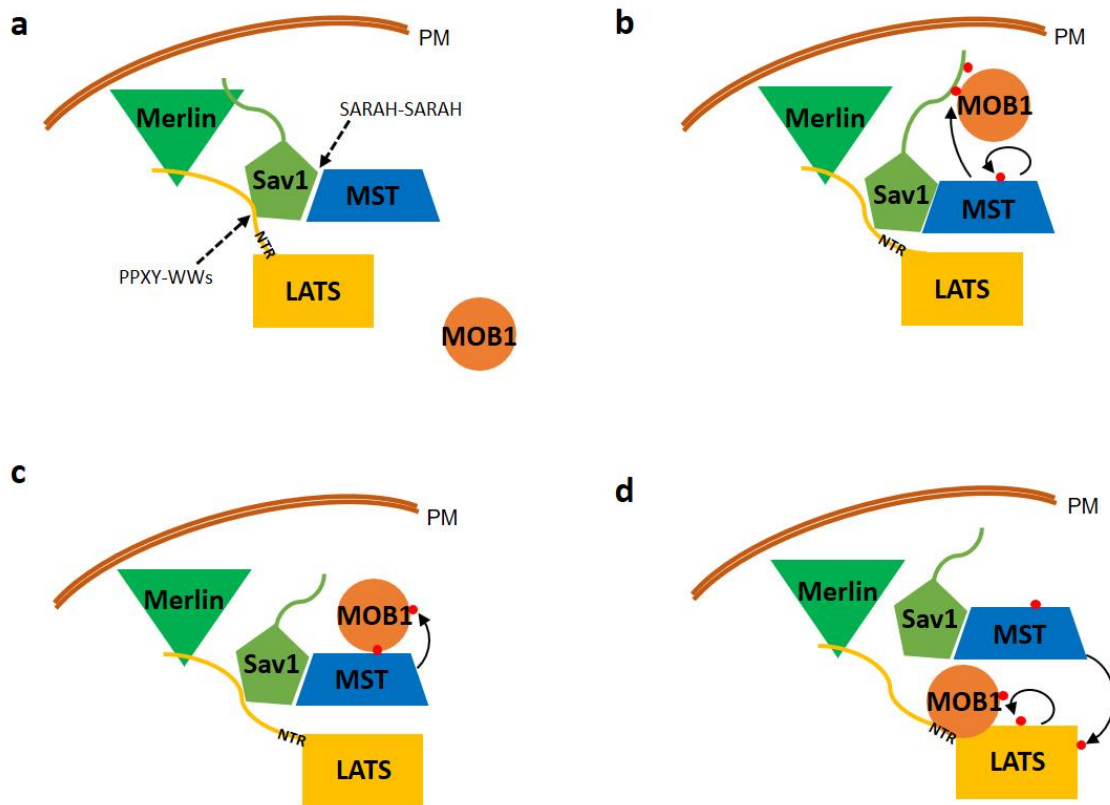 a
PM
Merlin
SARAH-SARAH
Sav1
MST
NTR
PPXY-WWs
LATS
MOB1
b
PM
MOB1
Merlin
Sav1
MST
NTR
LATS
c
PM
Merlin
MOB1
Sav1
MST
NTR
LATS
d
PM
Merlin
Sav1
MST
MOB1
NTR
LATS